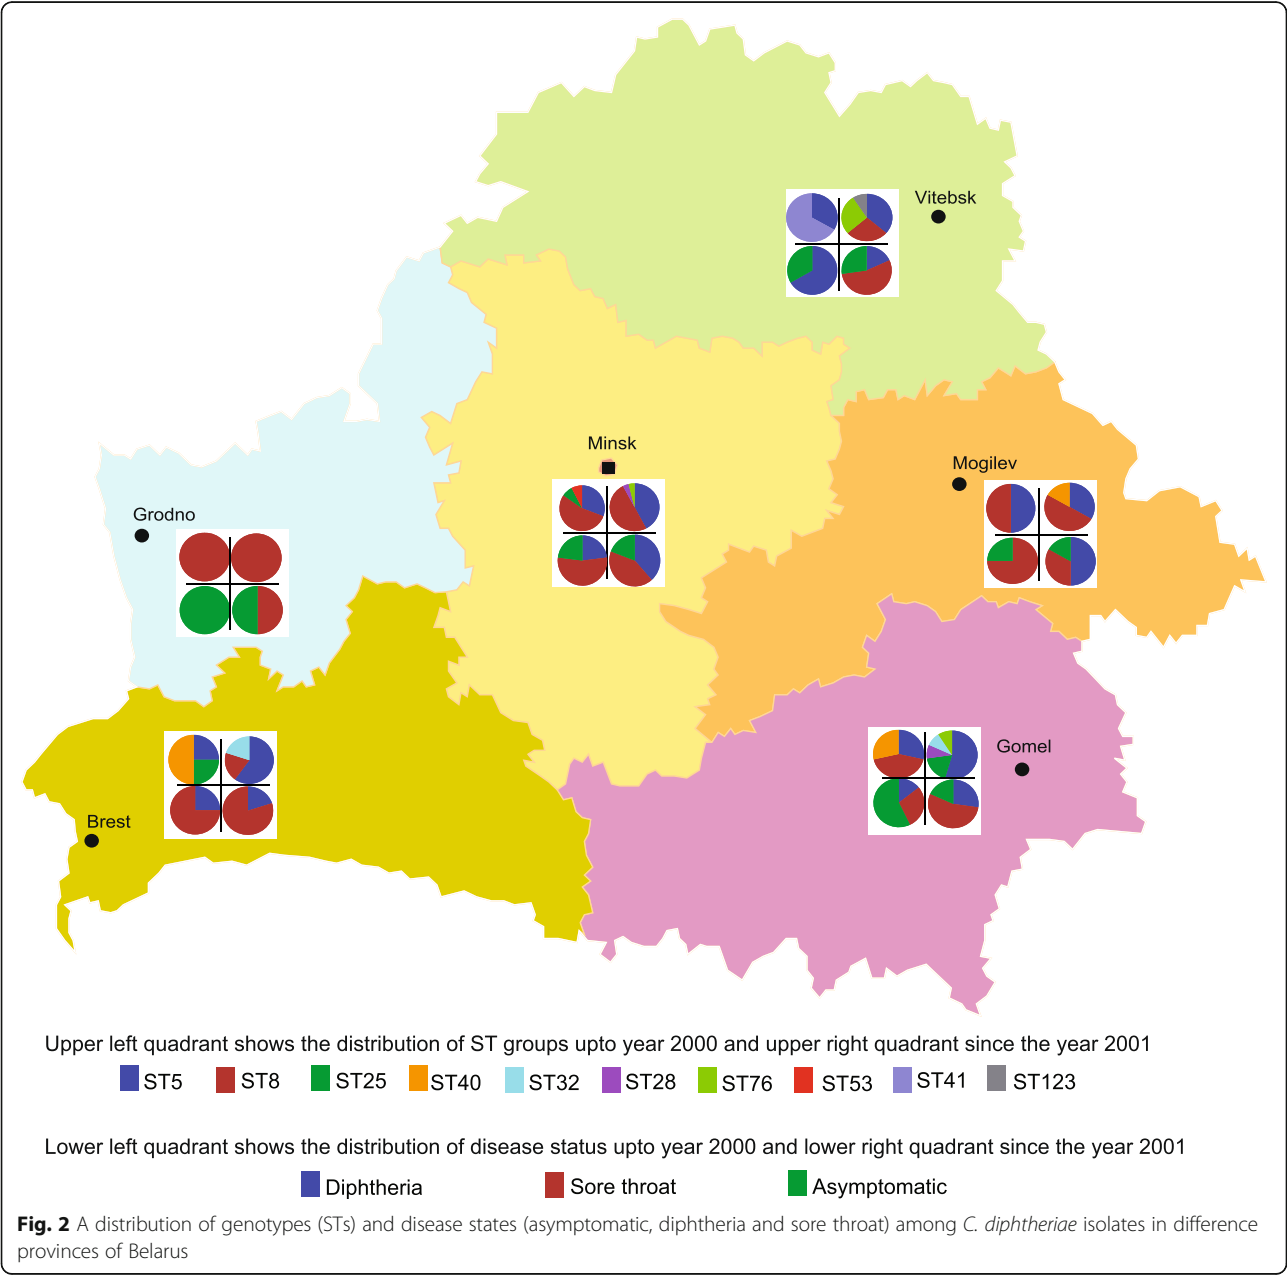 Vitebsk
Minsk
Mogilev
Grodno
Gomel
Brest
Upper left quadrant shows the distribution of ST groups upto year 2000 and upper right quadrant since the year 2001
ST5 ST8 ST25 ST40 ST32 ST28 ST76 ST53 ST41 ST123
Lower left quadrant shows the distribution of disease status upto year 2000 and lower right quadrant since the year 2001
Diphtheria Sore throat Asymptomatic
Fig. 2 A distribution of genotypes (STs) and disease states (asymptomatic, diphtheria and sore throat) among C. diphtheriae isolates in difference
provinces of Belarus